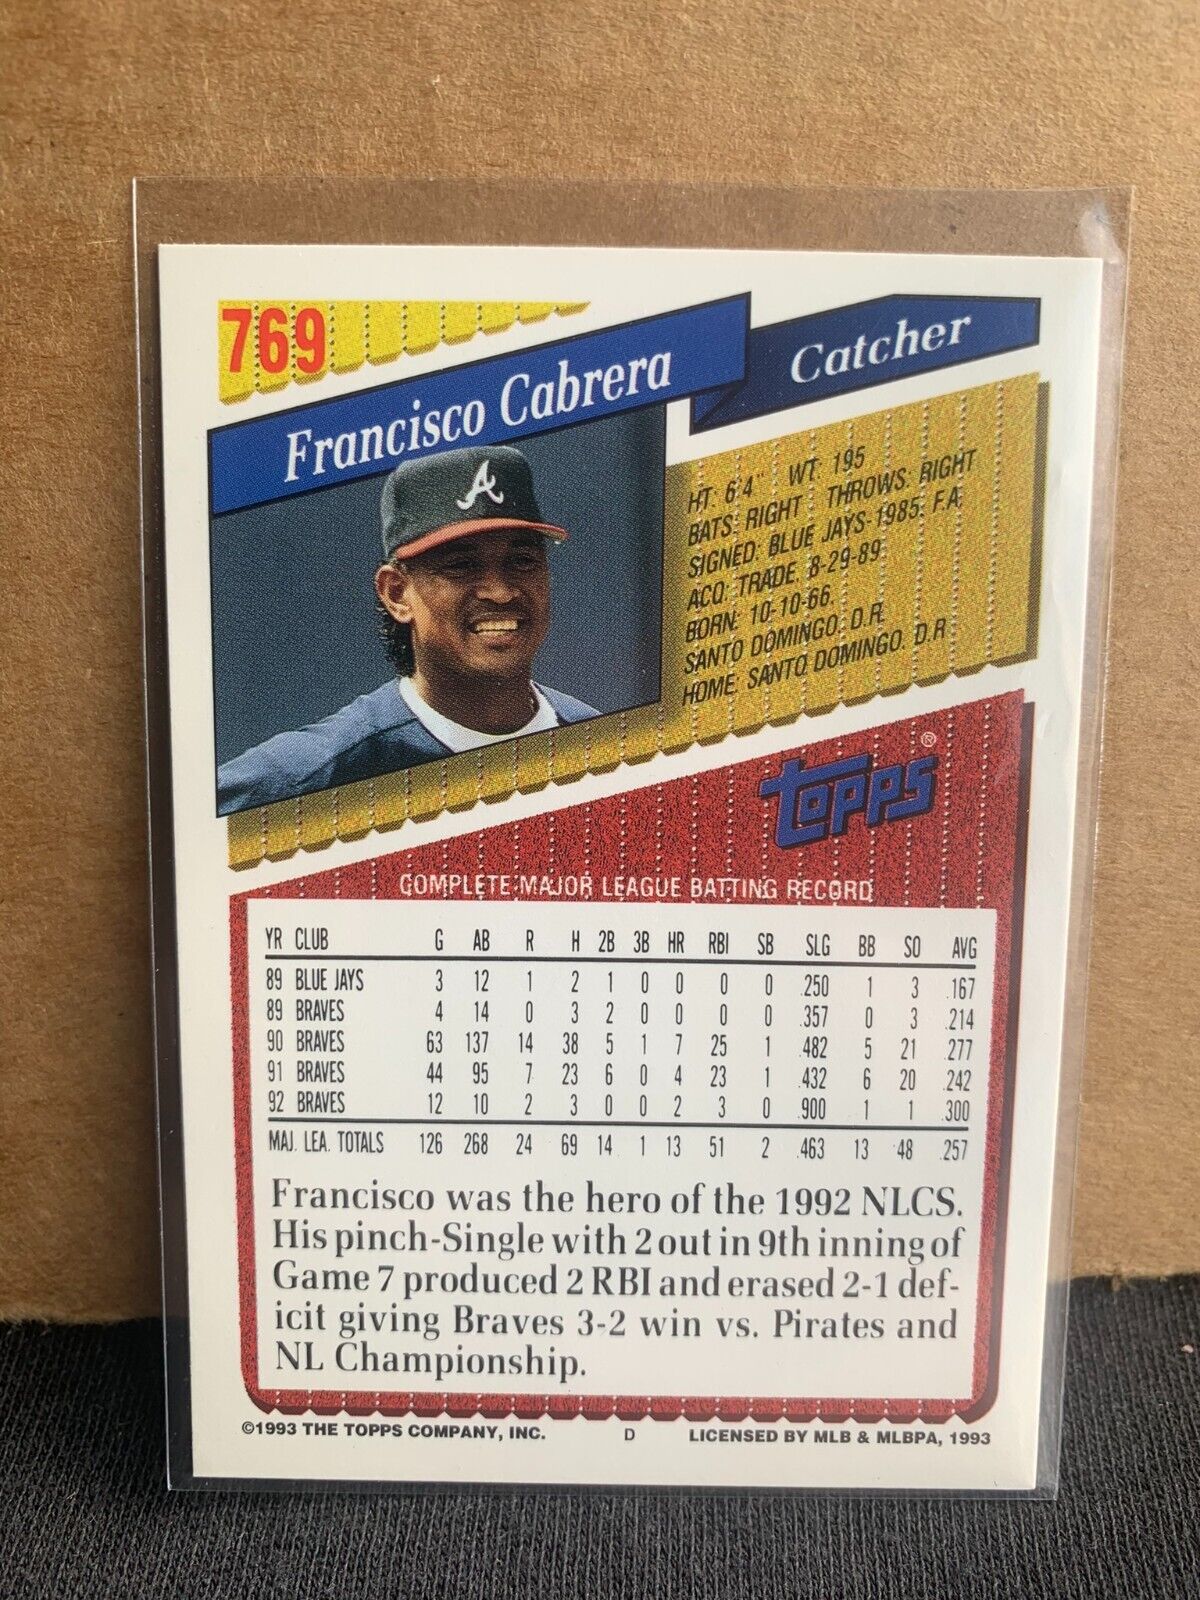 769
Francisco Cabrera
Catcher
A
HT: 6'4" WT: 195
BATS: RIGHT THROWS: RIGHT
SIGNED: BLUE JAYS-1985: F.A.
ACQ: TRADE, 8-29-89
BORN: 10-10-66,
SANTO DOMINGO, D.R.
HOME: SANTO DOMINGO, D.R.
TOPPS®
COMPLETE MAJOR LEAGUE BATTING RECORD
YR CLUB G AB R H 2B 3B HR RBI SB SLG BB SO AVG
89 BLUE JAYS 3 12 1 2 1 0 0 0 0 .250 1 3 .167
89 BRAVES 4 14 0 3 2 0 0 0 0 .357 0 3 .214
90 BRAVES 63 137 14 38 5 1 7 25 1 .482 5 21 .277
91 BRAVES 44 95 7 23 6 0 4 23 1 .432 6 20 .242
92 BRAVES 12 10 2 3 0 0 2 3 0 .900 1 1 .300
MAJ. LEA. TOTALS 126 268 24 69 14 1 13 51 2 .463 13 48 .257
Francisco was the hero of the 1992 NLCS.
His pinch-Single with 2 out in 9th inning of
Game 7 produced 2 RBI and erased 2-1 def-
icit giving Braves 3-2 win vs. Pirates and
NL Championship.
©1993 THE TOPPS COMPANY, INC. D LICENSED BY MLB & MLBPA, 1993